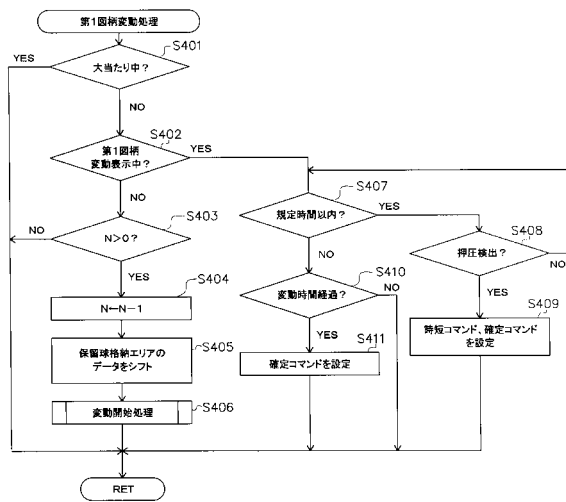 第1図柄変動処理
S401
YES
大当たり中？
NO
S402
第1図柄
変動表示中？
YES
NO
S403
NO
N>0？
YES
S404
N←N−1
S405
保留球格納エリアの
データをシフト
S406
変動開始処理
RET
S407
規定時間以内？
YES
NO
S408
押圧検出？
NO
YES
S409
時短コマンド、確定コマンド
を設定
S410
変動時間経過？
NO
YES
S411
確定コマンドを設定